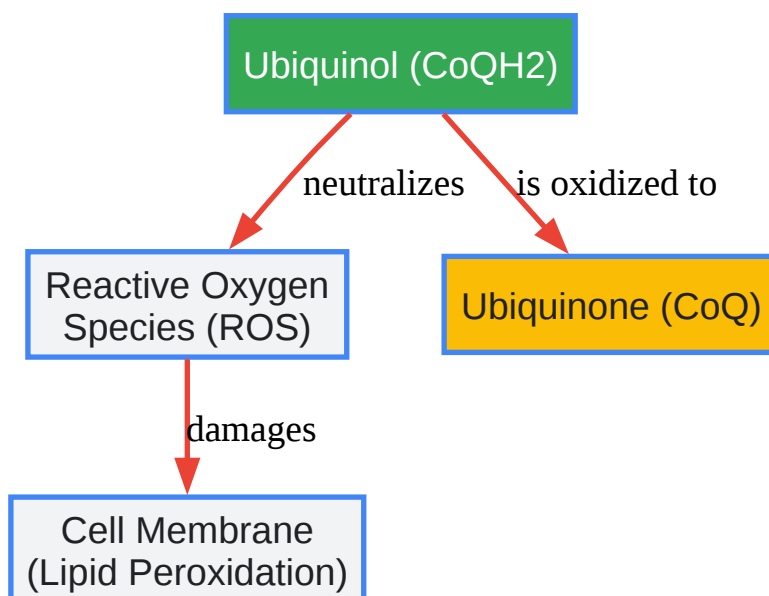 Ubiquinol (CoQH2)
neutralizes
is oxidized to
Reactive Oxygen
Species (ROS)
Ubiquinone (CoQ)
damages
Cell Membrane
(Lipid Peroxidation)